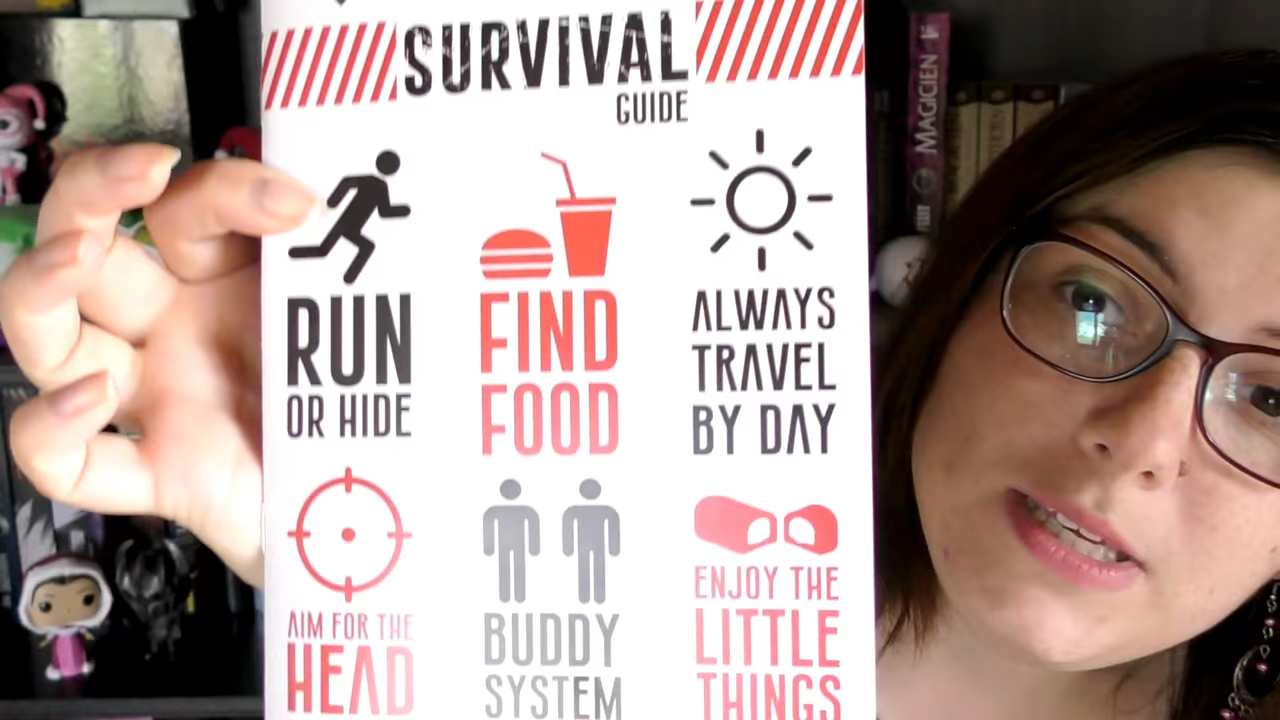 SURVIVAL
GUIDE
RUN
OR HIDE
FIND
FOOD
ALWAYS
TRAVEL
BY DAY
AIM FOR THE
HEAD
BUDDY
SYSTEM
ENJOY THE
LITTLE
THINGS
MAGICIEN